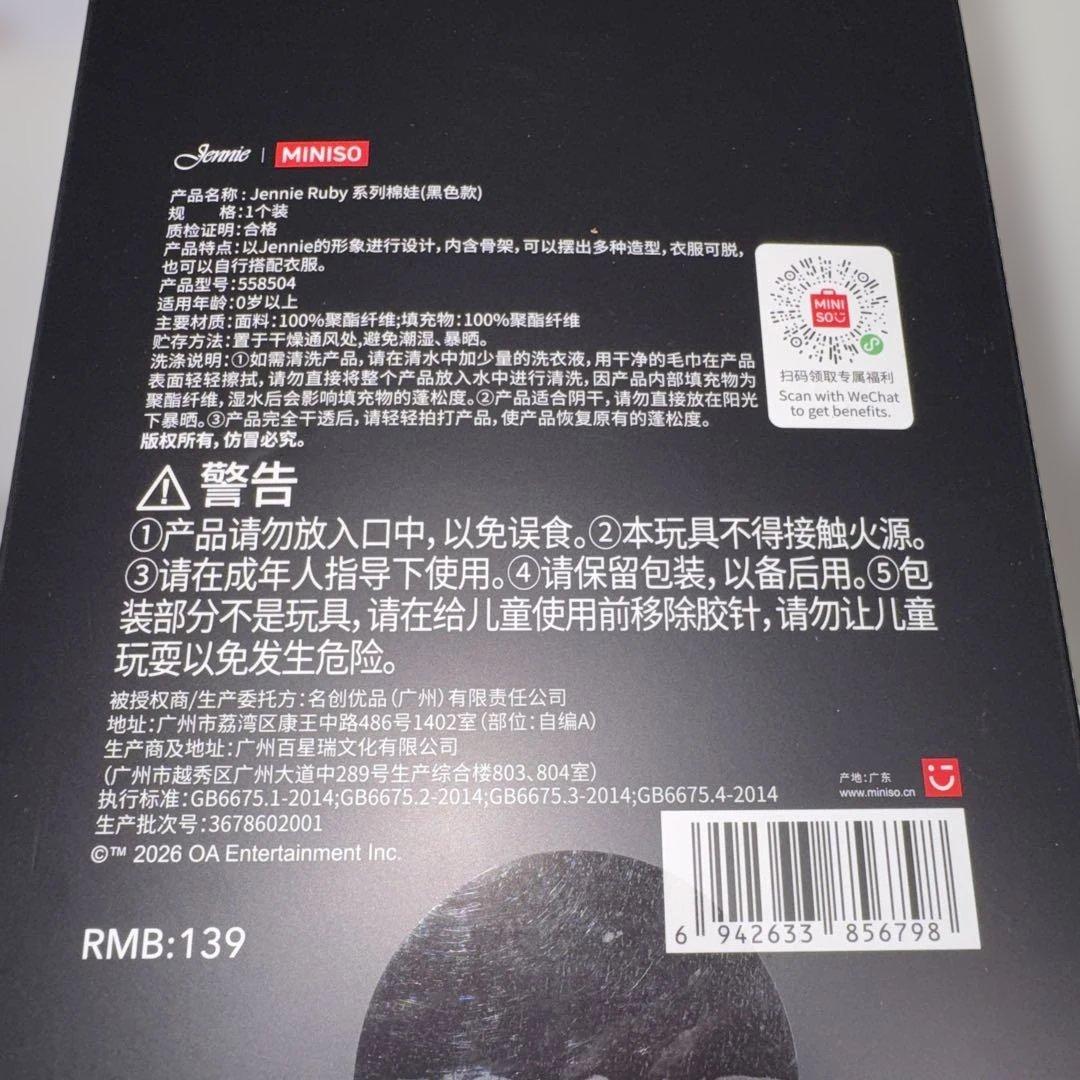 Jennie | MINISO
产品名称：Jennie Ruby 系列棉娃(黑色款)
规 格：1个装
质检证明：合格
产品特点：以Jennie的形象进行设计，内含骨架，可以摆出多种造型，衣服可脱，
也可以自行搭配衣服。
产品型号：558504
适用年龄：0岁以上
主要材质：面料：100%聚酯纤维;填充物：100%聚酯纤维
贮存方法：置于干燥通风处,避免潮湿、暴晒。
洗涤说明：①如需清洗产品，请在清水中加少量的洗衣液，用干净的毛巾在产品
表面轻轻擦拭，请勿直接将整个产品放入水中进行清洗，因产品内部填充物为
聚酯纤维，湿水后会影响填充物的蓬松度。②产品适合阴干，请勿直接放在阳光
下暴晒。③产品完全干透后，请轻轻拍打产品，使产品恢复原有的蓬松度。
版权所有，仿冒必究。
MINI
SO
扫码领取专属福利
Scan with WeChat
to get benefits.
警告
①产品请勿放入口中，以免误食。②本玩具不得接触火源。
③请在成年人指导下使用。④请保留包装，以备后用。⑤包
装部分不是玩具，请在给儿童使用前移除胶针，请勿让儿童
玩耍以免发生危险。
被授权商/生产委托方：名创优品（广州）有限责任公司
地址：广州市荔湾区康王中路486号1402室（部位：自编A）
生产商及地址：广州百星瑞文化有限公司
(广州市越秀区广州大道中289号生产综合楼803、804室）
执行标准：GB6675.1-2014;GB6675.2-2014;GB6675.3-2014;GB6675.4-2014
生产批次号：3678602001
©™ 2026 OA Entertainment Inc.
产地：广东
www.miniso.cn
RMB:139
6 942633 856798